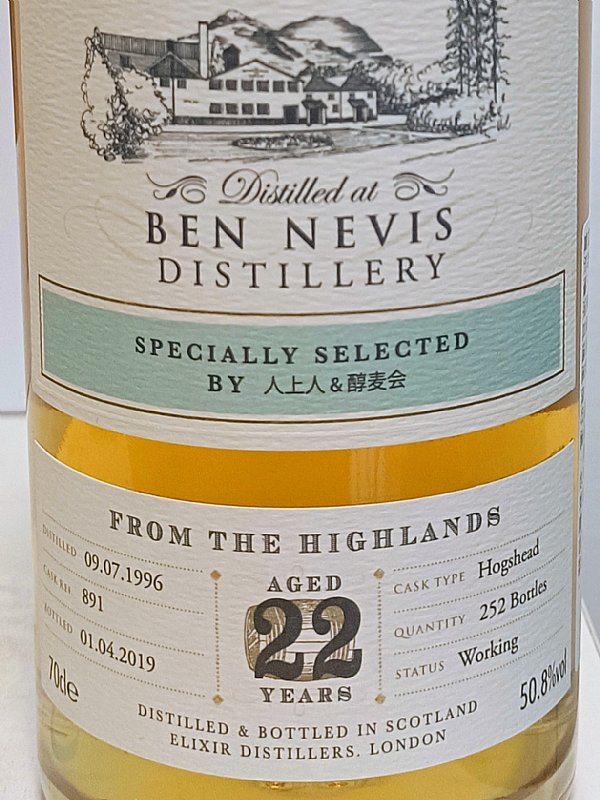 Distilled at
BEN NEVIS
DISTILLERY
SPECIALLY SELECTED
BY 人上人&醇麦会
FROM THE HIGHLANDS
DISTILLED 09.07.1996
CASK REF 891
BOTTLED 01.04.2019
70cle
AGED
22
YEARS
CASK TYPE Hogshead
QUANTITY 252 Bottles
STATUS Working
50.8%vol
DISTILLED & BOTTLED IN SCOTLAND
ELIXIR DISTILLERS. LONDON